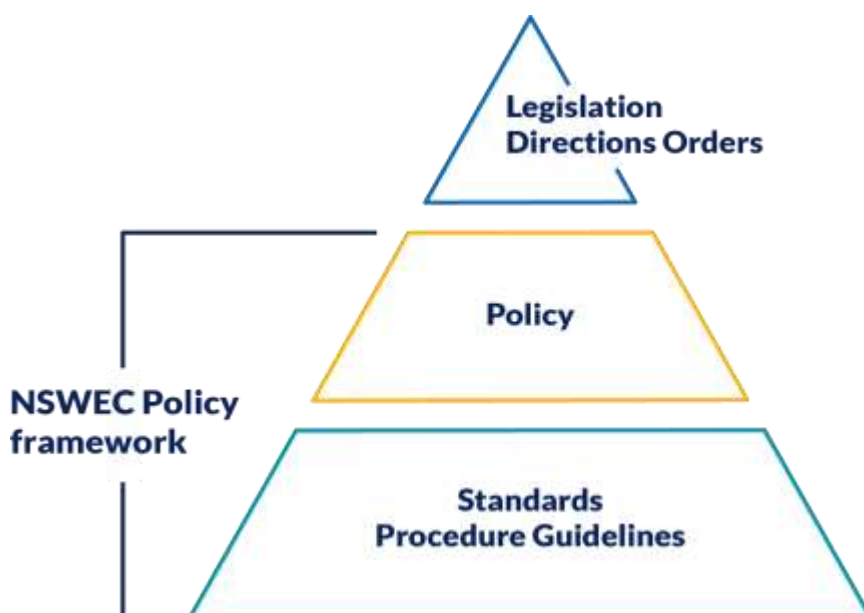 Legislation
Directions Orders
Policy
NSWEC Policy
framework
Standards
Procedure Guidelines